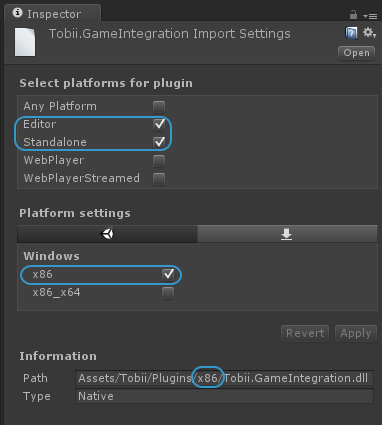 Inspector
Tobii.GameIntegration Import Settings
Open
Select platforms for plugin
Any Platform
Editor
Standalone
WebPlayer
WebPlayerStreamed
Platform settings
Windows
x86
x86_x64
Revert Apply
Information
Path Assets/Tobii/Plugins/x86/Tobii.GameIntegration.dll
Type Native